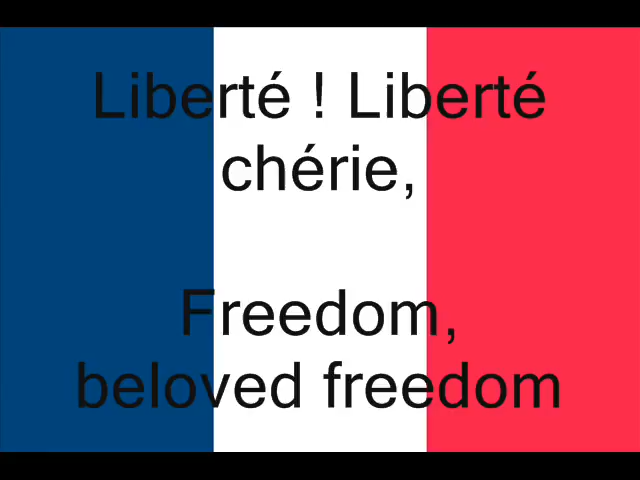 Liberté ! Liberté
chérie,
Freedom,
beloved freedom